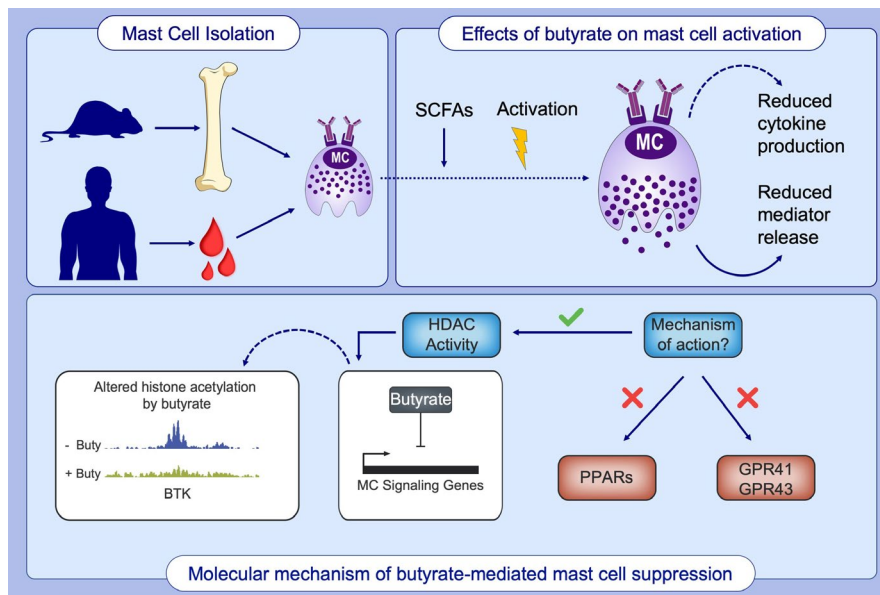 Mast Cell Isolation
Effects of butyrate on mast cell activation
MC
SCFAs
Activation
MC
Reduced
cytokine
production
Reduced
mediator
release
HDAC
Activity
Mechanism
of action?
Altered histone acetylation
by butyrate
- Buty
+ Buty
BTK
Butyrate
MC Signaling Genes
PPARs
GPR41
GPR43
Molecular mechanism of butyrate-mediated mast cell suppression